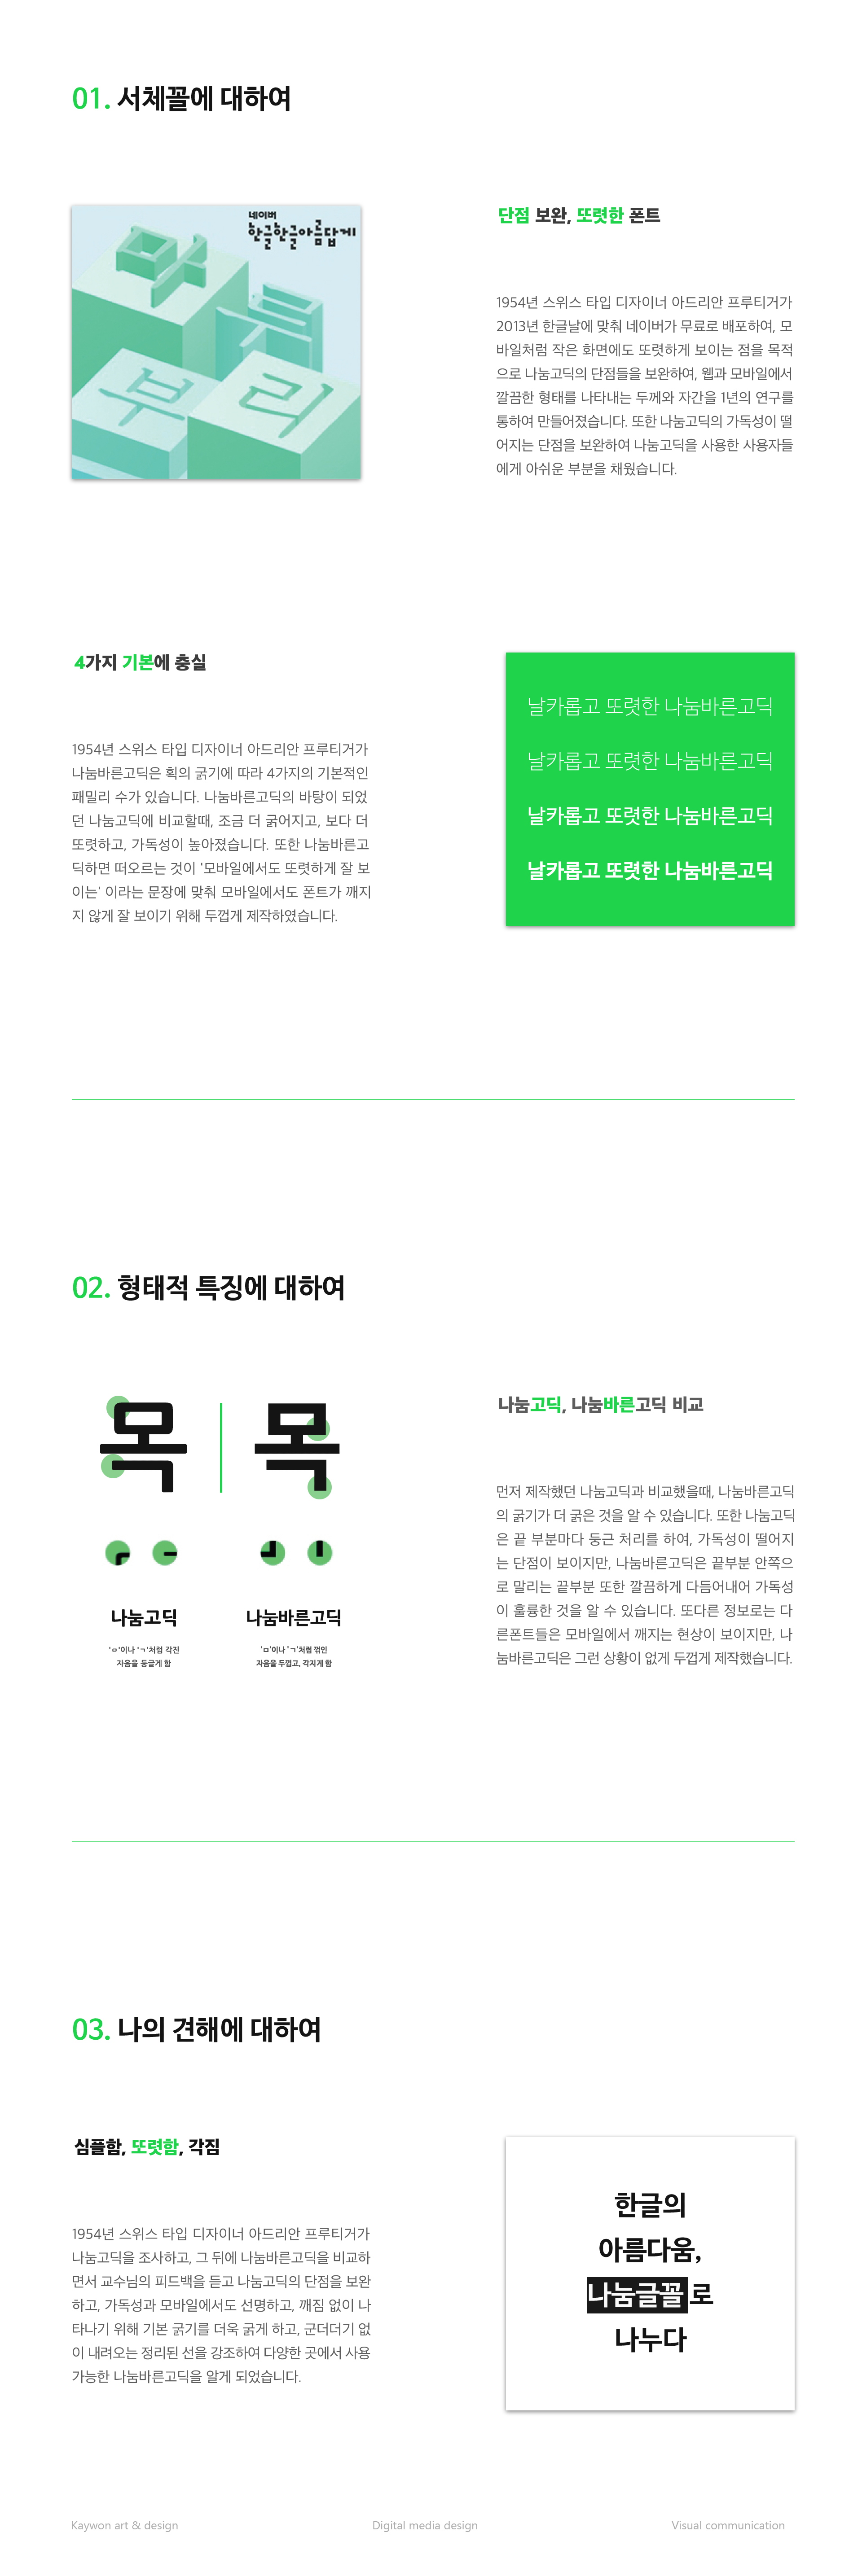 01. 서체꼴에 대하여
네이버
한글한글아름답게
부
리
단점 보완, 또렷한 폰트
1954년 스위스 타입 디자이너 아드리안 프루티거가
2013년 한글날에 맞춰 네이버가 무료로 배포하여, 모
바일처럼 작은 화면에도 또렷하게 보이는 점을 목적
으로 나눔고딕의 단점들을 보완하여, 웹과 모바일에서
깔끔한 형태를 나타내는 두께와 자간을 1년의 연구를
통하여 만들어졌습니다. 또한 나눔고딕의 가독성이 떨
어지는 단점을 보완하여 나눔고딕을 사용한 사용자들
에게 아쉬운 부분을 채웠습니다.
4가지 기본에 충실
1954년 스위스 타입 디자이너 아드리안 프루티거가
나눔바른고딕은 획의 굵기에 따라 4가지의 기본적인
패밀리 수가 있습니다. 나눔바른고딕의 바탕이 되었
던 나눔고딕에 비교할때, 조금 더 굵어지고, 보다 더
또렷하고, 가독성이 높아졌습니다. 또한 나눔바른고
딕하면 떠오르는 것이 '모바일에서도 또렷하게 잘 보
이는' 이라는 문장에 맞춰 모바일에서도 폰트가 깨지
지 않게 잘 보이기 위해 두껍게 제작하였습니다.
날카롭고 또렷한 나눔바른고딕
날카롭고 또렷한 나눔바른고딕
날카롭고 또렷한 나눔바른고딕
날카롭고 또렷한 나눔바른고딕
02. 형태적 특징에 대하여
목 목
나눔고딕
'ㅁ'이나 'ㄱ'처럼 각진
자음을 둥글게 함
나눔바른고딕
'ㅁ'이나 'ㄱ'처럼 꺾인
자음을 두껍고, 각지게 함
나눔고딕, 나눔바른고딕 비교
먼저 제작했던 나눔고딕과 비교했을때, 나눔바른고딕
의 굵기가 더 굵은 것을 알 수 있습니다. 또한 나눔고딕
은 끝 부분마다 둥근 처리를 하여, 가독성이 떨어지
는 단점이 보이지만, 나눔바른고딕은 끝부분 안쪽으
로 말리는 끝부분 또한 깔끔하게 다듬어내어 가독성
이 훌륭한 것을 알 수 있습니다. 또다른 정보로는 다
른폰트들은 모바일에서 깨지는 현상이 보이지만, 나
눔바른고딕은 그런 상황이 없게 두껍게 제작했습니다.
03. 나의 견해에 대하여
심플함, 또렷함, 각짐
1954년 스위스 타입 디자이너 아드리안 프루티거가
나눔고딕을 조사하고, 그 뒤에 나눔바른고딕을 비교하
면서 교수님의 피드백을 듣고 나눔고딕의 단점을 보완
하고, 가독성과 모바일에서도 선명하고, 깨짐 없이 나
타나기 위해 기본 굵기를 더욱 굵게 하고, 군더더기 없
이 내려오는 정리된 선을 강조하여 다양한 곳에서 사용
가능한 나눔바른고딕을 알게 되었습니다.
한글의
아름다움,
나눔글꼴로
나누다
Kaywon art & design
Digital media design
Visual communication